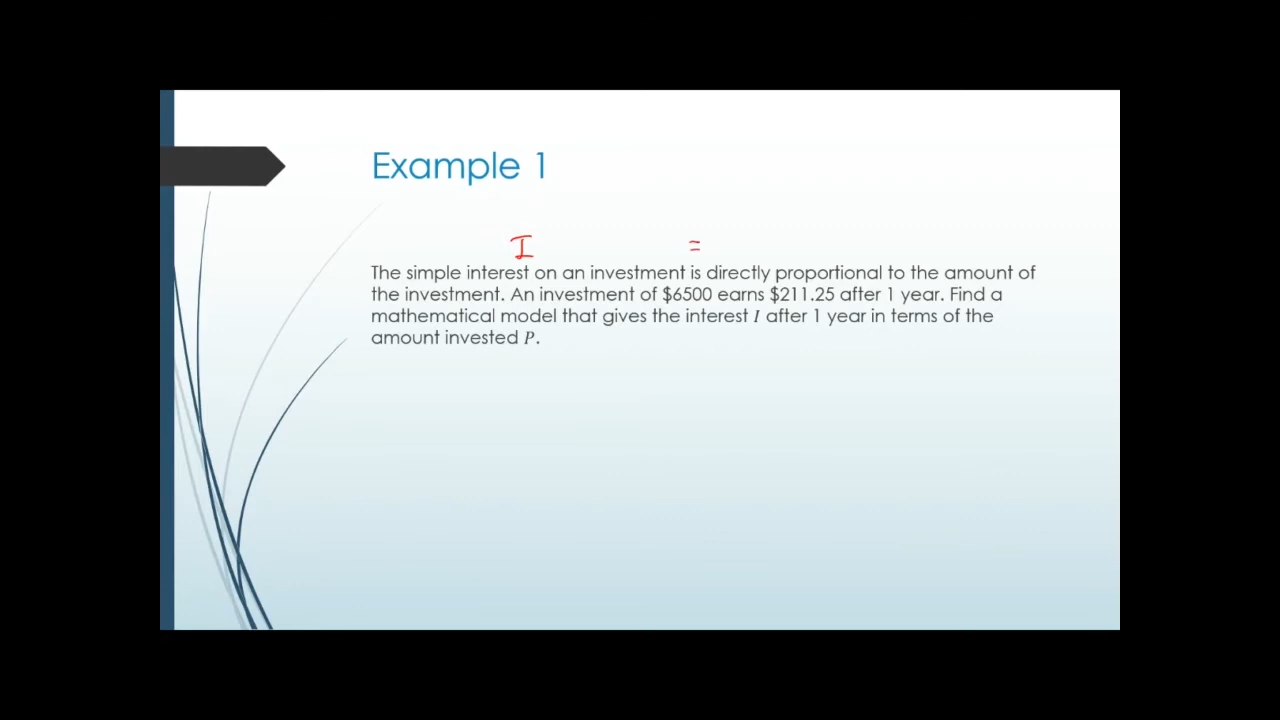 Example 1
I =
The simple interest on an investment is directly proportional to the amount of
the investment. An investment of $6500 earns $211.25 after 1 year. Find a
mathematical model that gives the interest I after 1 year in terms of the
amount invested P.